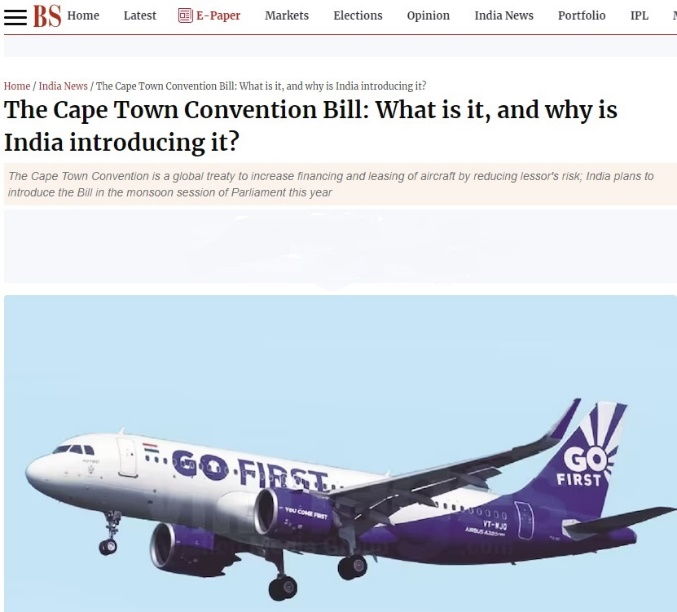 BS Home Latest E-Paper Markets Elections Opinion India News Portfolio IPL
Home / India News / The Cape Town Convention Bill: What is it, and why is India introducing it?
The Cape Town Convention Bill: What is it, and why is
India introducing it?
The Cape Town Convention is a global treaty to increase financing and leasing of aircraft by reducing lessor's risk; India plans to
introduce the Bill in the monsoon session of Parliament this year
GO FIRST
GO
FIRST
YOU COME FIRST
VT-WJQ
AIRBUS A320